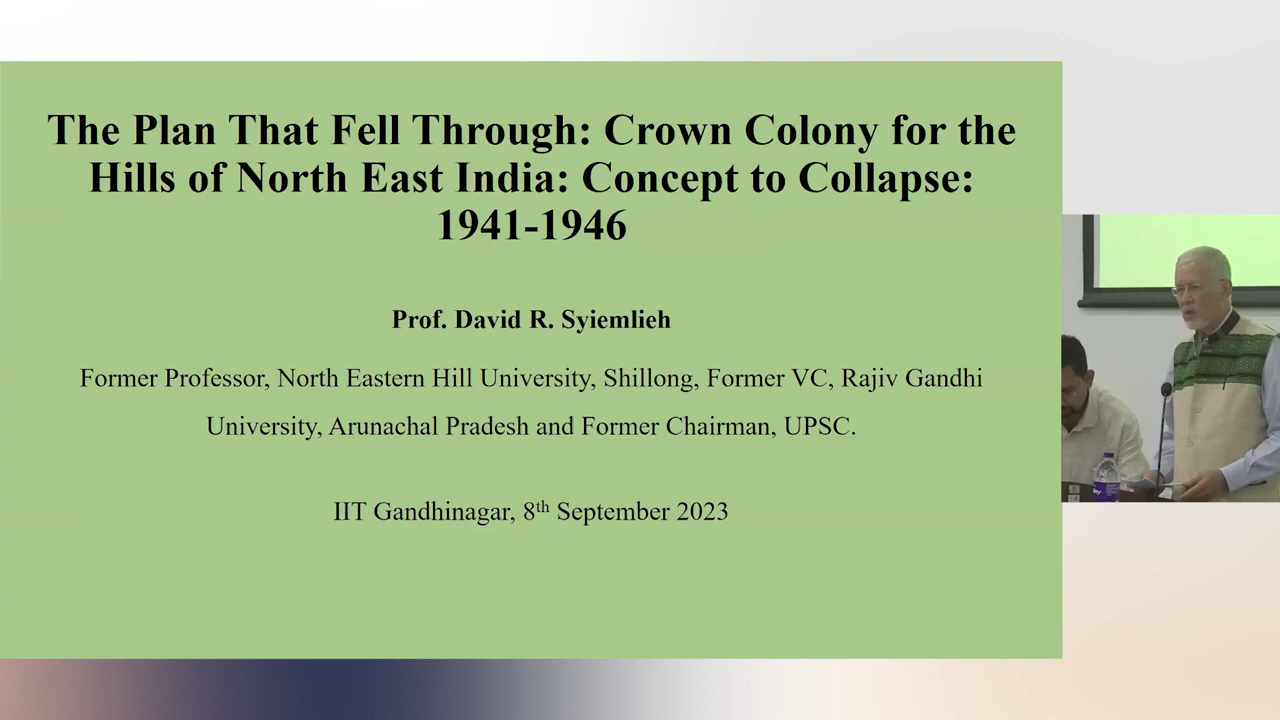 The Plan That Fell Through: Crown Colony for the
Hills of North East India: Concept to Collapse:
1941-1946
Prof. David R. Syiemlieh
Former Professor, North Eastern Hill University, Shillong, Former VC, Rajiv Gandhi
University, Arunachal Pradesh and Former Chairman, UPSC.
IIT Gandhinagar, 8th September 2023